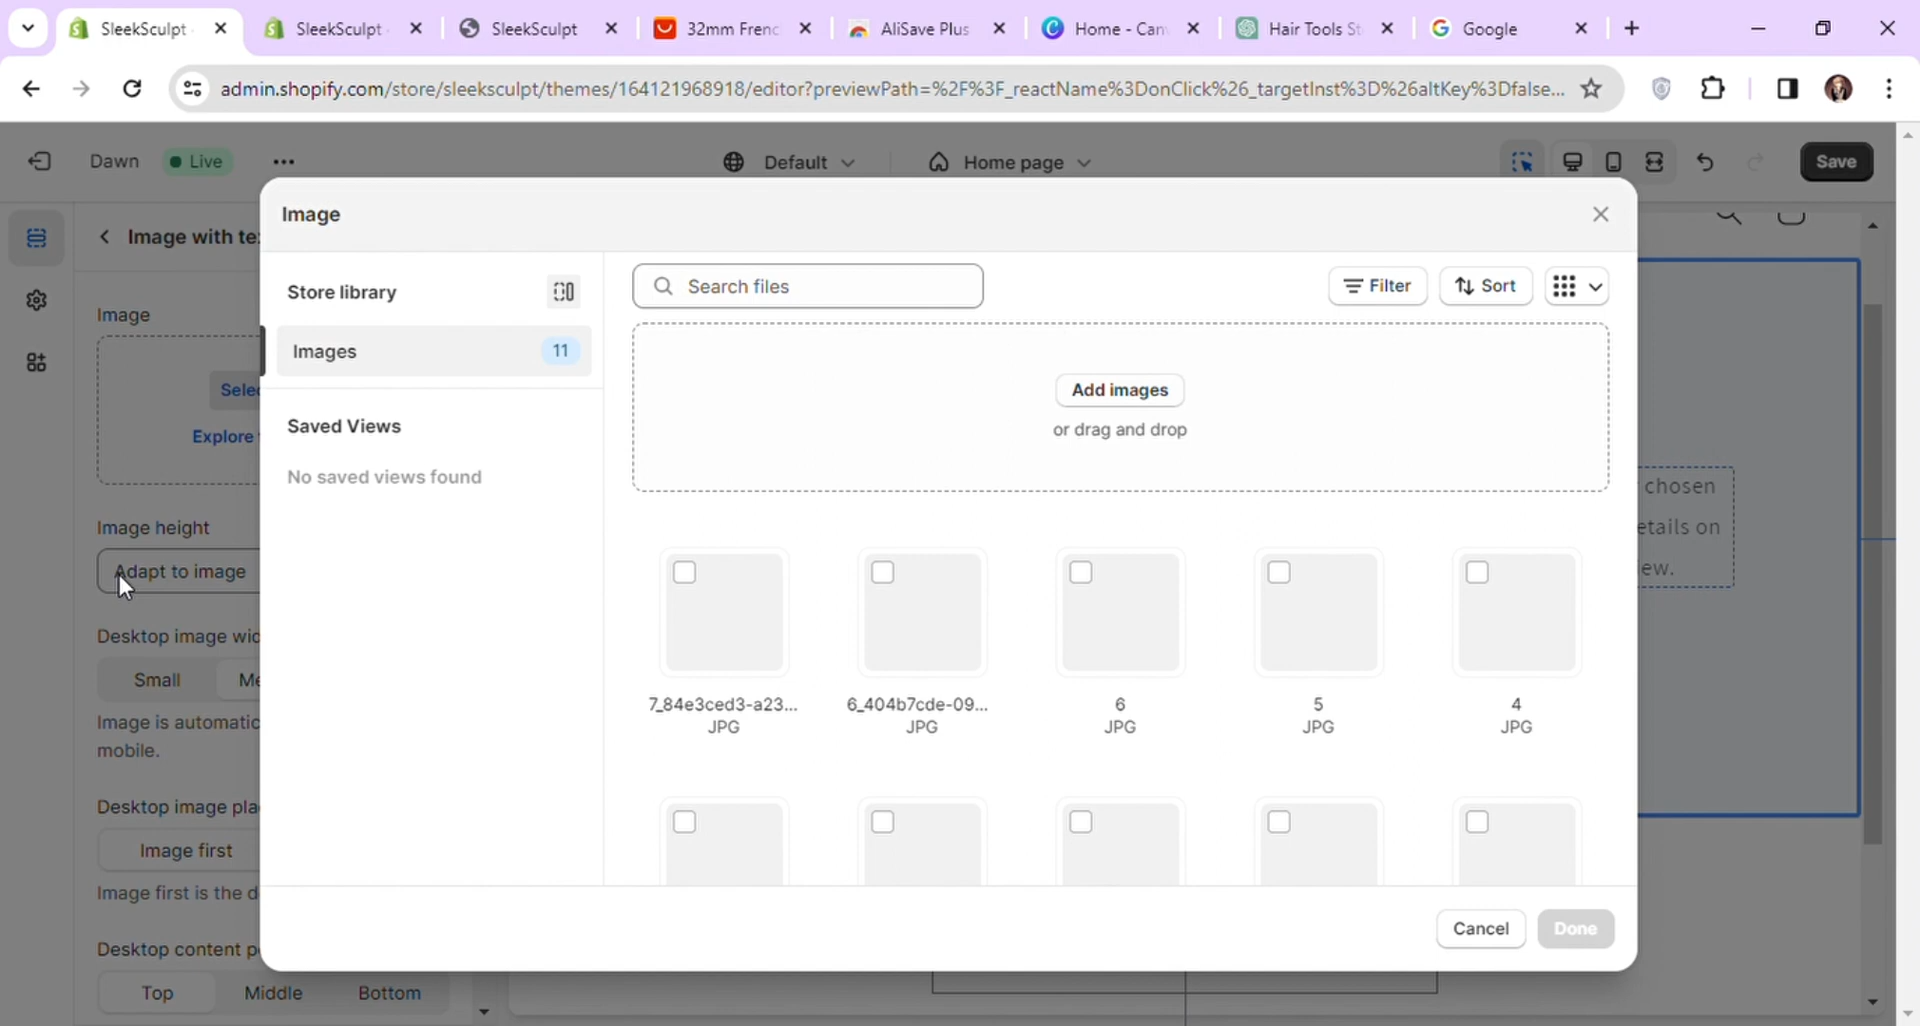 SleekSculpt
SleekSculpt
SleekSculpt
32mm Frenc
AliSave Plus
Home - Can
Hair Tools St
Google
admin.shopify.com/store/sleeksculpt/themes/164121968918/editor?previewPath=%2F%3F_reactName%3DonClick%26_targetInst%3D%26altKey%3Dfalse...
Dawn
Live
Default
Home page
Save
Image with te
Image
Selec
Explore
Image height
Adapt to image
Desktop image wid
Small
Me
Image is automatic
mobile.
Desktop image pla
Image first
Image first is the d
Desktop content p
Top
Middle
Bottom
Image
Store library
Images
11
Saved Views
No saved views found
Search files
Filter
Sort
Add images
or drag and drop
7_84e3ced3-a23...
JPG
6_404b7cde-09...
JPG
6
JPG
5
JPG
4
JPG
Cancel
Done
chosen
etails on
ew.